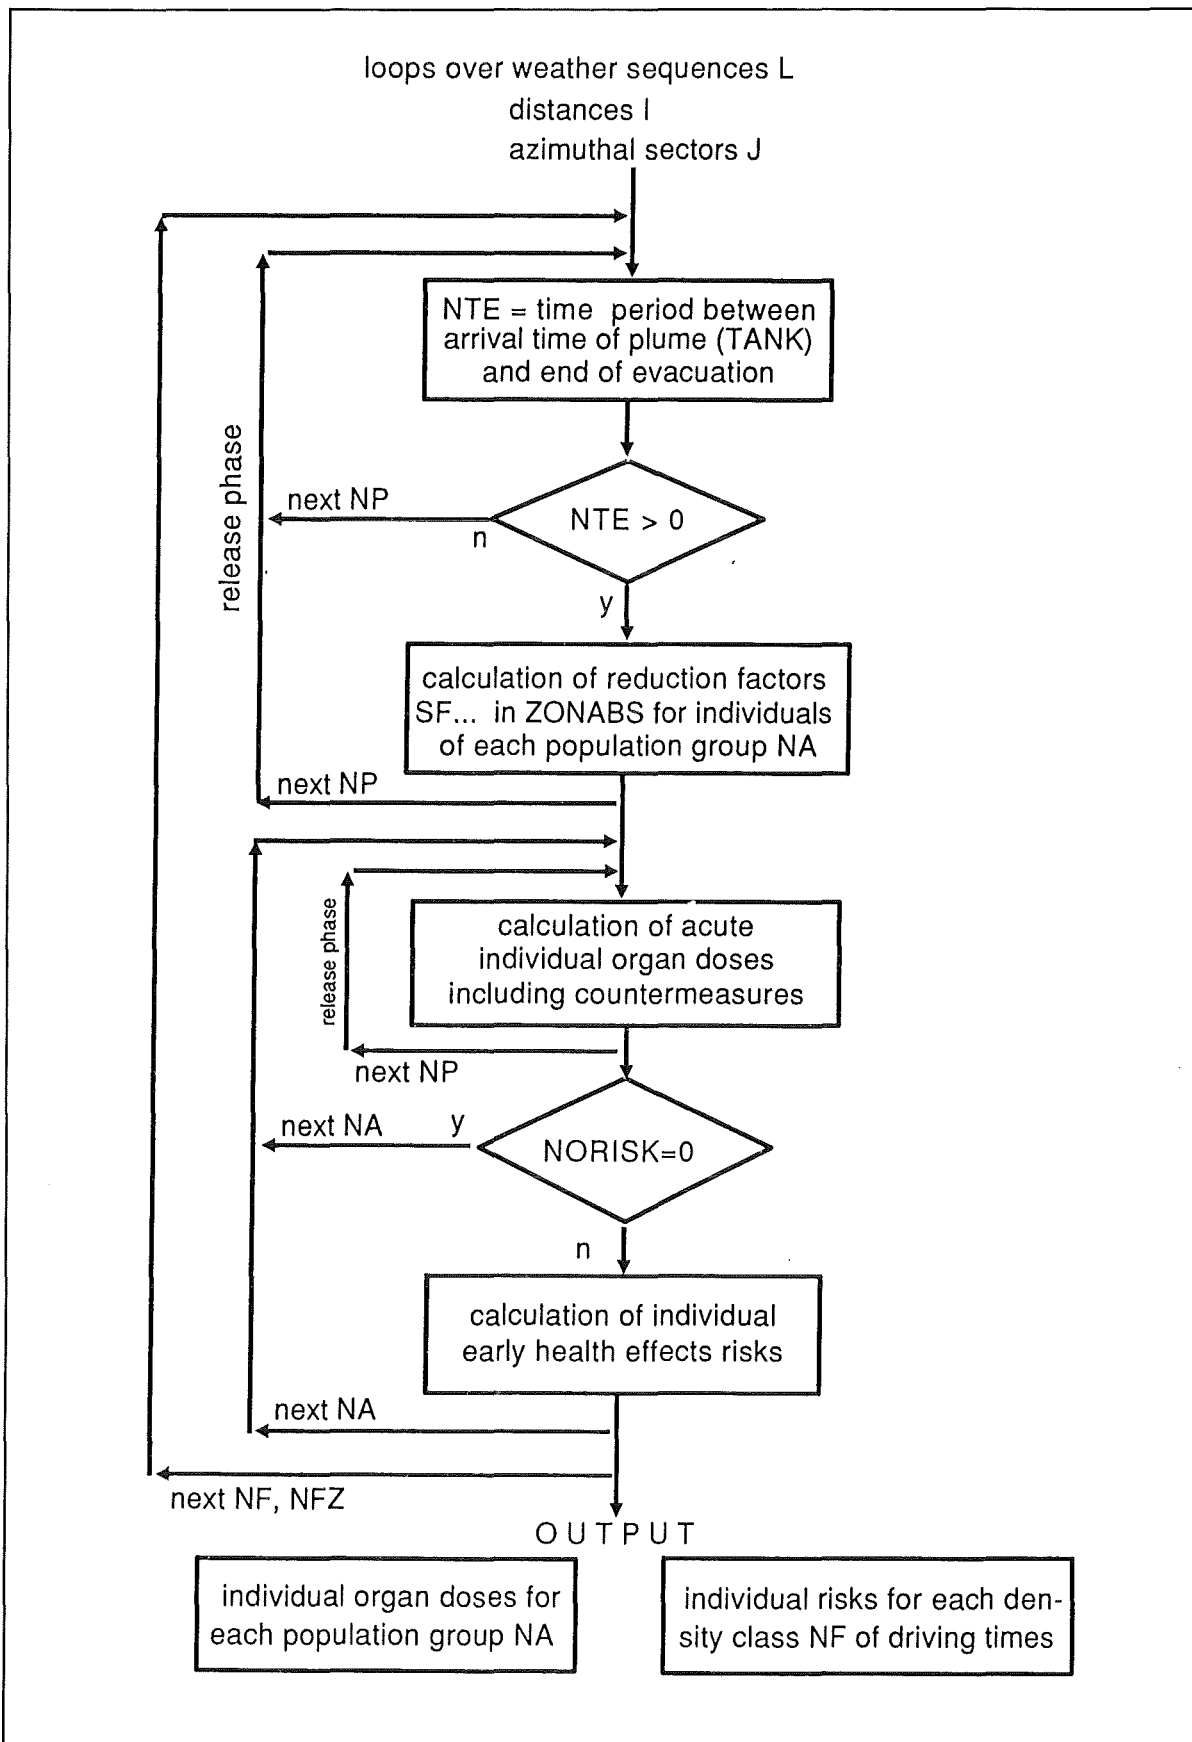 loops over weather sequences L
distances I
azimuthal sectors J
NTE = time period between
arrival time of plume (TANK)
and end of evacuation
release phase
next NP
NTE > 0
n
y
calculation of reduction factors
SF... in ZONABS for individuals
of each population group NA
next NP
release phase
calculation of acute
individual organ doses
including countermeasures
next NP
next NA
y
NORISK=0
n
calculation of individual
early health effects risks
next NA
next NF, NFZ
O U T P U T
individual organ doses for
each population group NA
individual risks for each den-
sity class NF of driving times